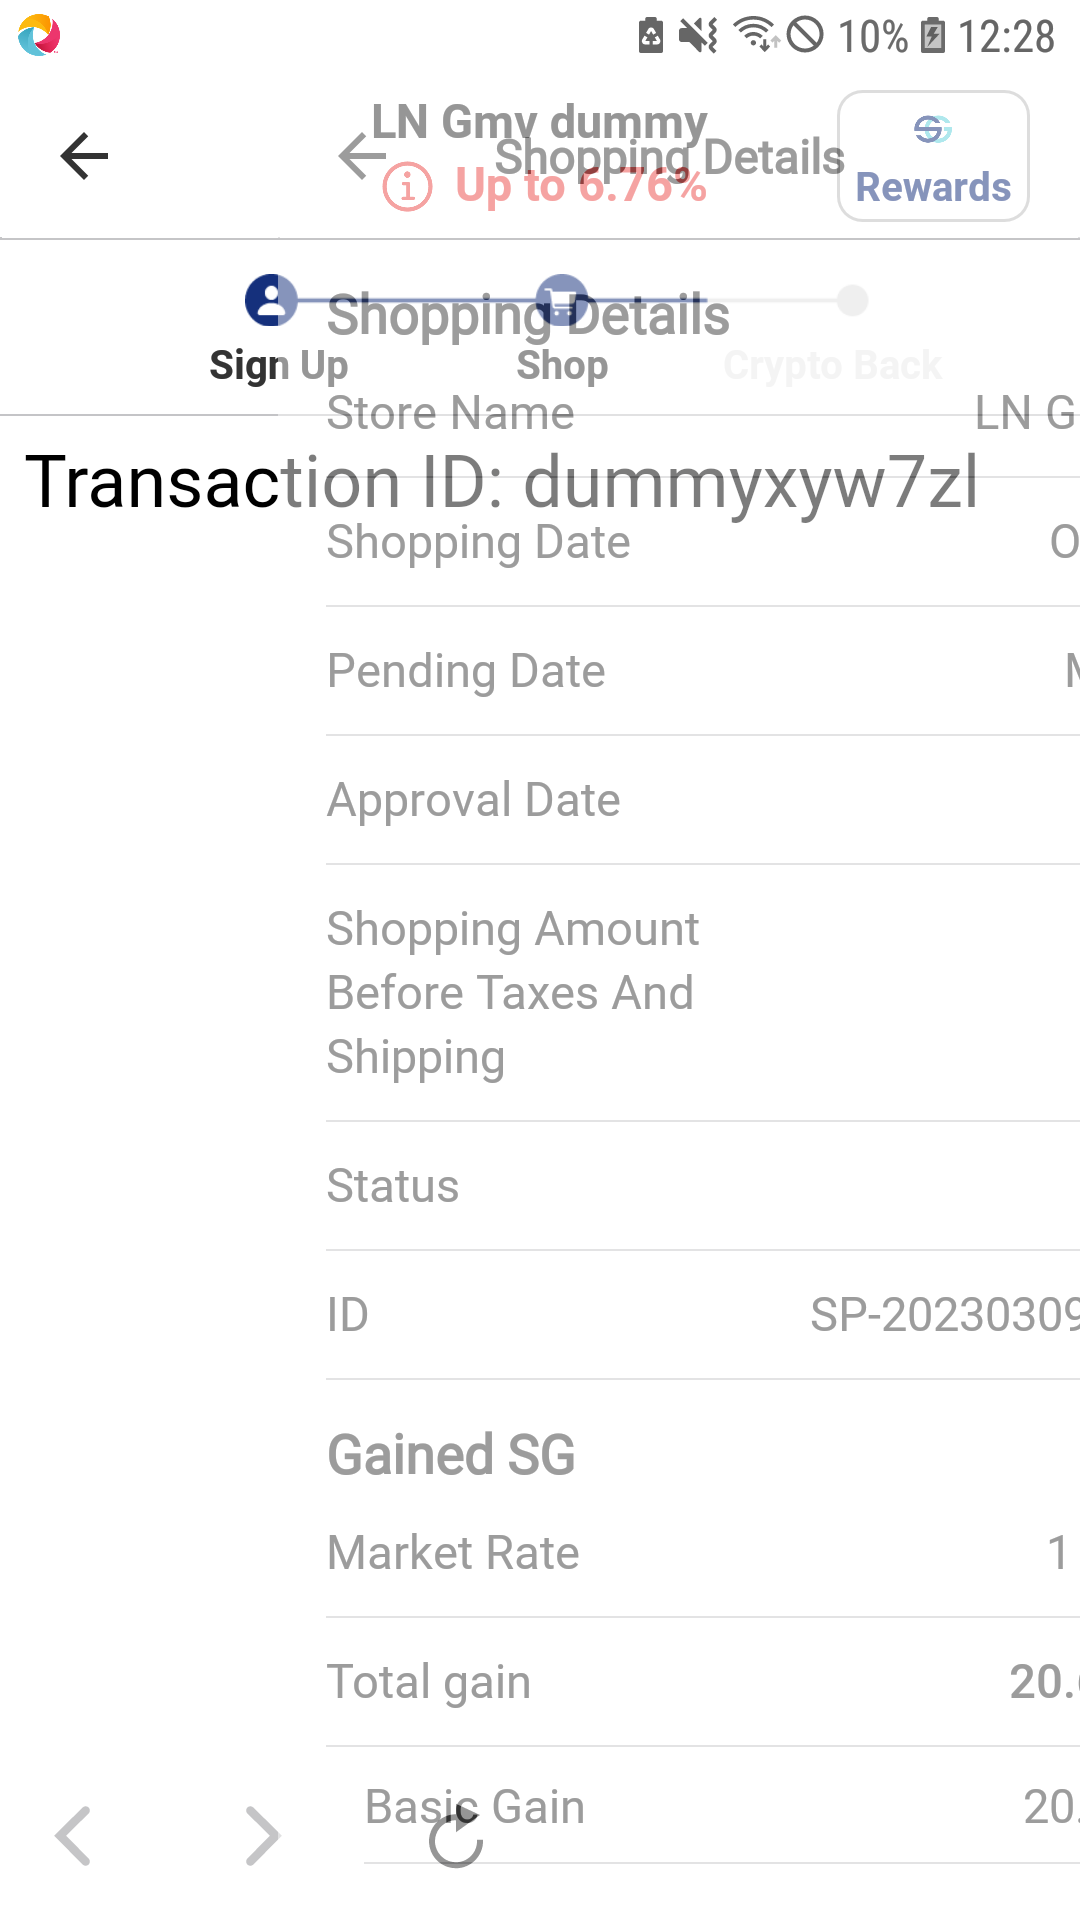 10% 12:28
LN Gmv dummy
Shopping Details
Up to 6.76%
Rewards
Shopping Details
Sign Up
Shop
Crypto Back
Store Name LN G
Transaction ID: dummyxyw7zl
Shopping Date O
Pending Date
Approval Date
Shopping Amount
Before Taxes And
Shipping
Status
ID SP-20230309
Gained SG
Market Rate 1
Total gain 20.
Basic Gain 20.